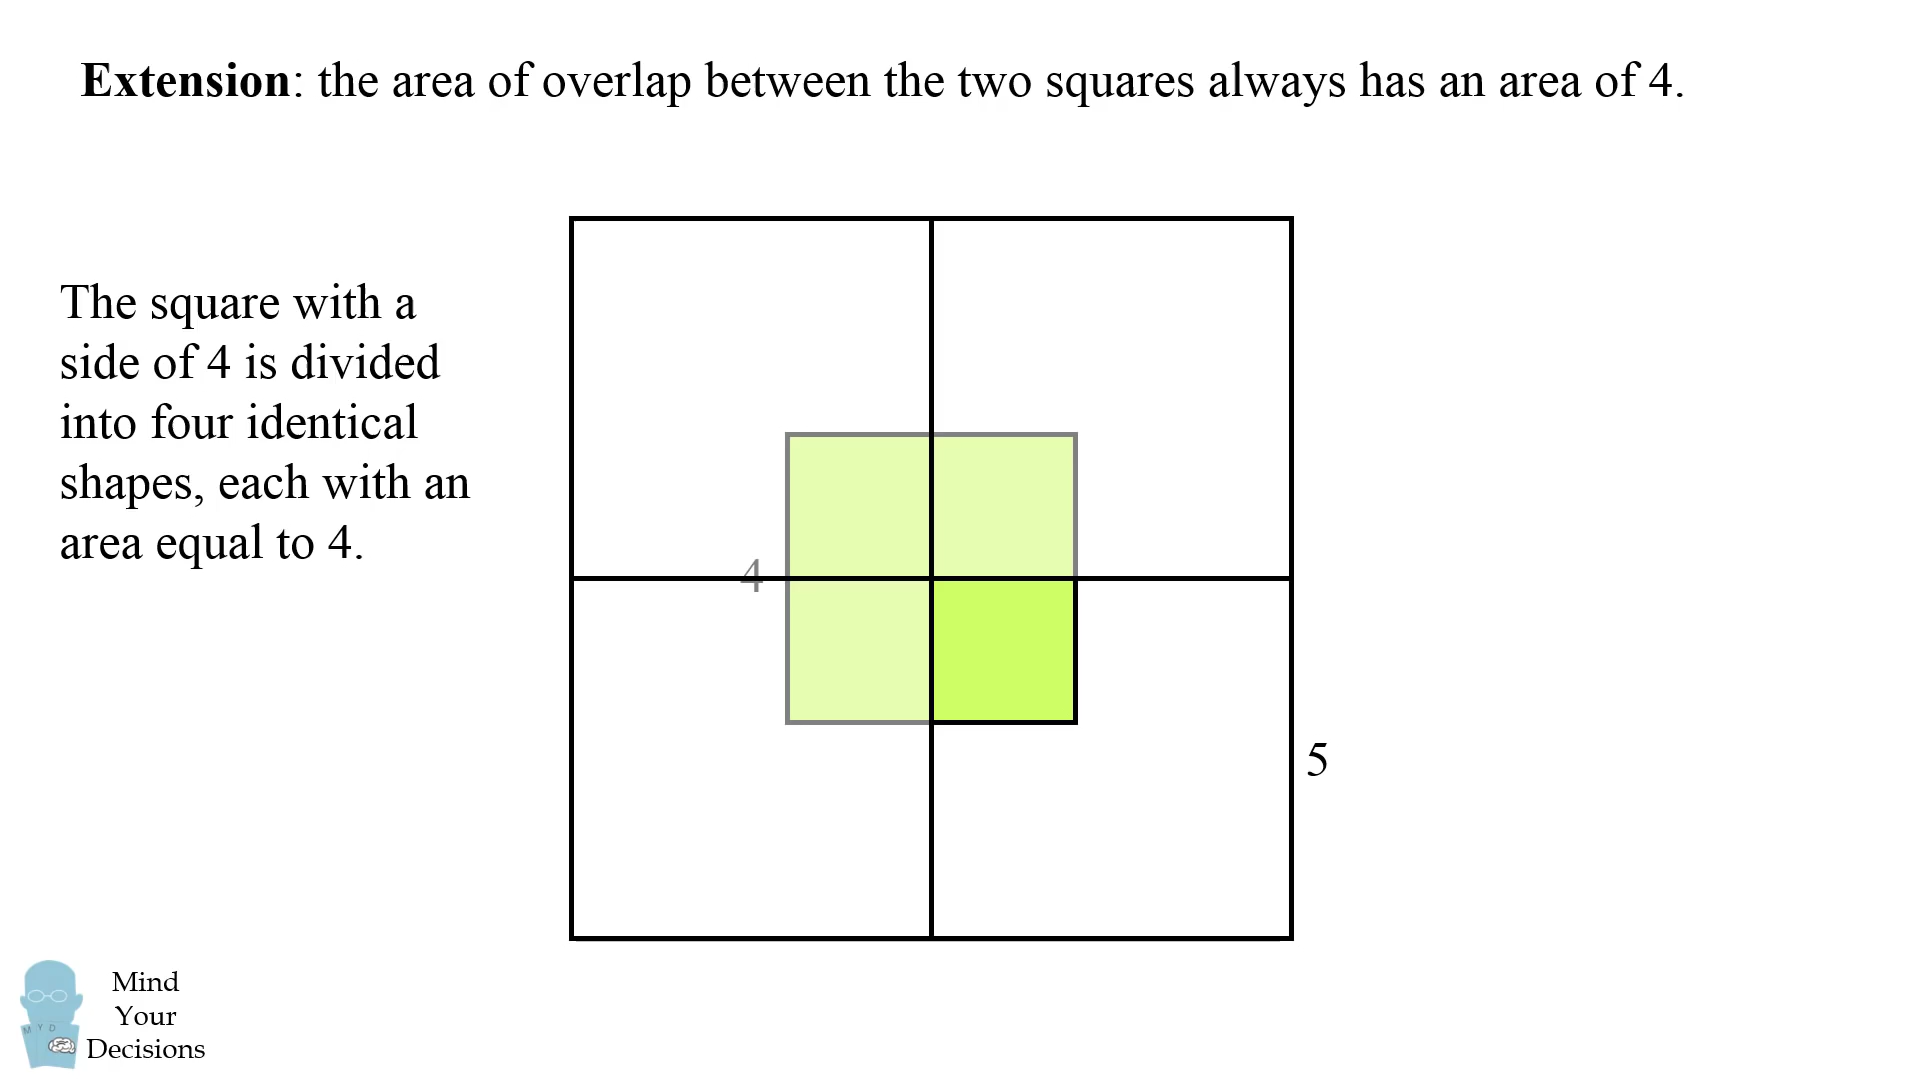 Extension: the area of overlap between the two squares always has an area of 4.
The square with a
side of 4 is divided
into four identical
shapes, each with an
area equal to 4.
4
5
Mind
Your
Decisions
M Y D